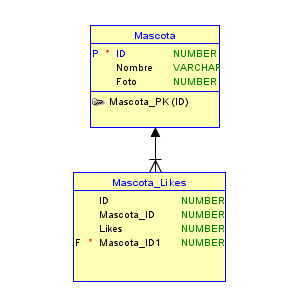 Mascota
P * ID NUMBER
Nombre VARCHAR
Foto NUMBER
Mascota_PK (ID)
Mascota_Likes
ID NUMBER
Mascota_ID NUMBER
Likes NUMBER
F * Mascota_ID1 NUMBER